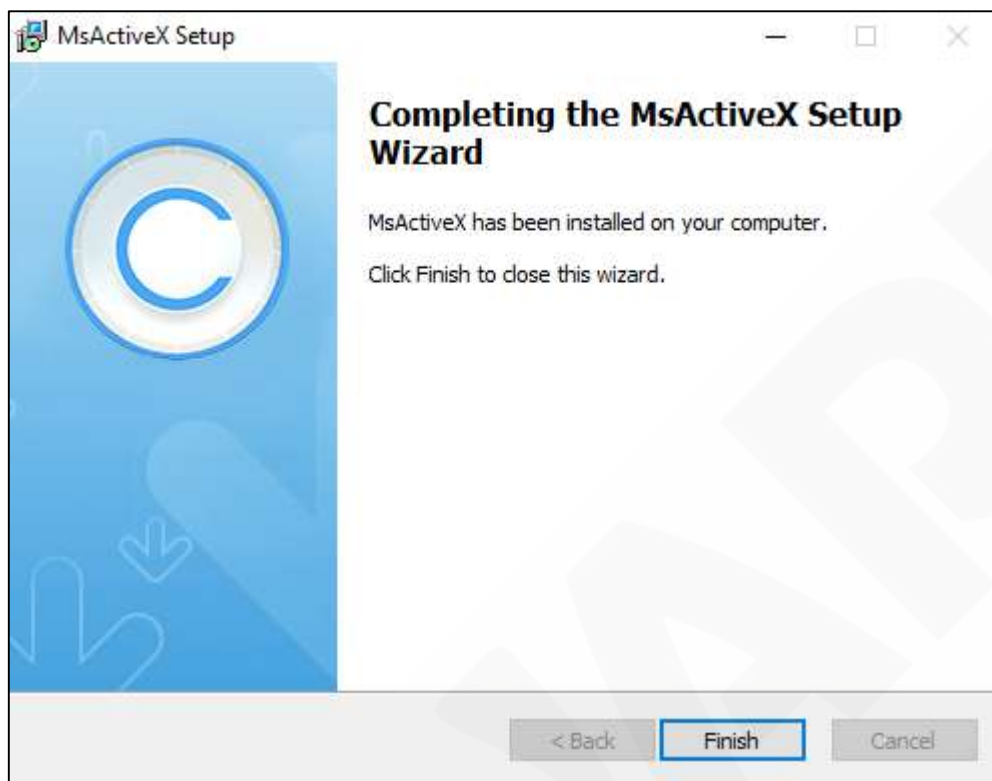 MsActiveX Setup
Completing the MsActiveX Setup
Wizard
MsActiveX has been installed on your computer.
Click Finish to close this wizard.
< Back Finish Cancel